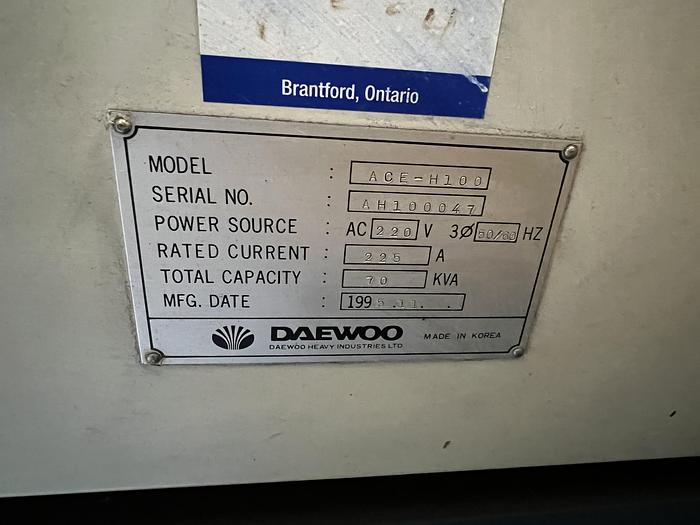 Brantford, Ontario
MODEL : ACE-H100
SERIAL NO. : AH100047
POWER SOURCE : AC 220 V 3Ø 50/60 HZ
RATED CURRENT : 225 A
TOTAL CAPACITY : 70 KVA
MFG. DATE : 1995.11.
DAEWOO MADE IN KOREA
DAEWOO HEAVY INDUSTRIES LTD.